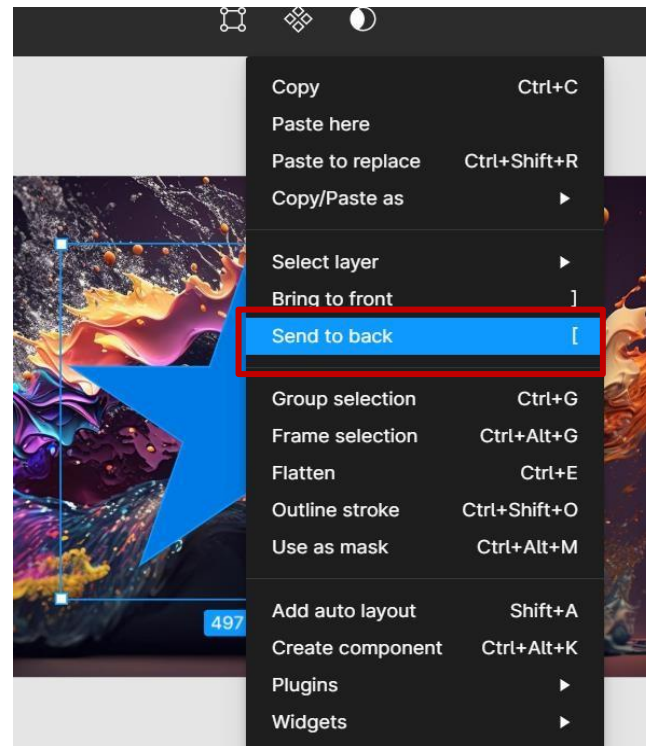 Copy Ctrl+C
Paste here
Paste to replace Ctrl+Shift+R
Copy/Paste as
Select layer
Bring to front ]
Send to back [
Group selection Ctrl+G
Frame selection Ctrl+Alt+G
Flatten Ctrl+E
Outline stroke Ctrl+Shift+O
Use as mask Ctrl+Alt+M
497
Add auto layout Shift+A
Create component Ctrl+Alt+K
Plugins
Widgets